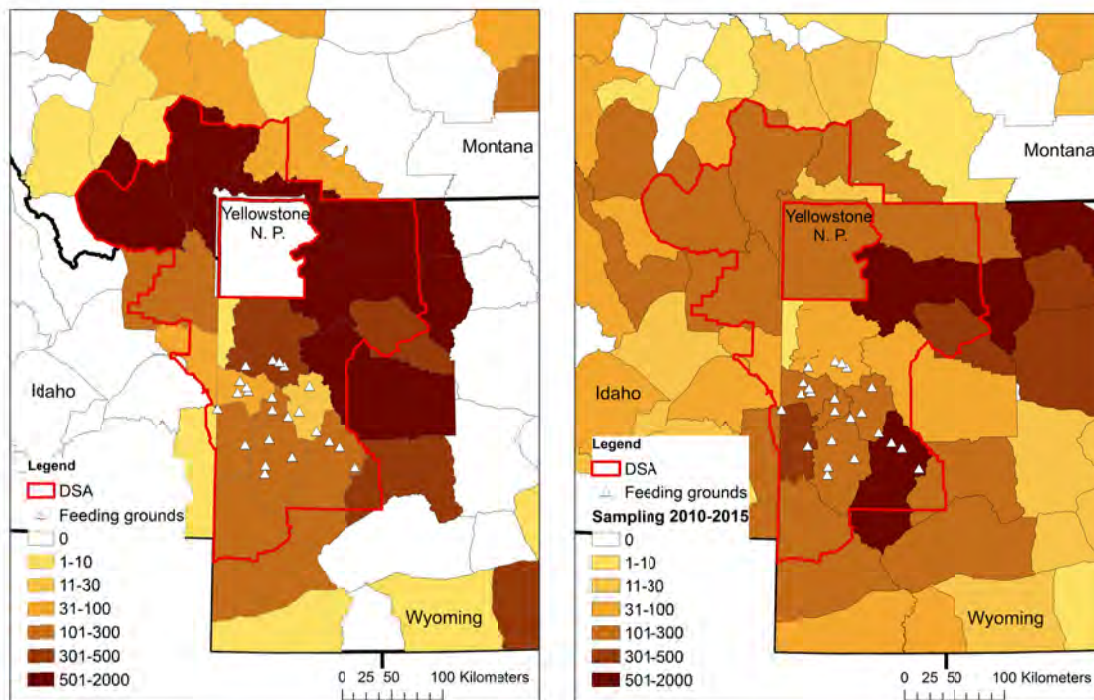 Montana
Yellowstone
N. P.
Idaho
Legend
DSA
Feeding grounds
0
1-10
11-30
31-100
101-300
301-500
501-2000
Wyoming
0 25 50 100 Kilometers
Montana
Yellowstone
N. P.
Idaho
Legend
DSA
Feeding grounds
Sampling 2010-2015
0
1-10
11-30
31-100
101-300
301-500
501-2000
Wyoming
0 25 50 100 Kilometers